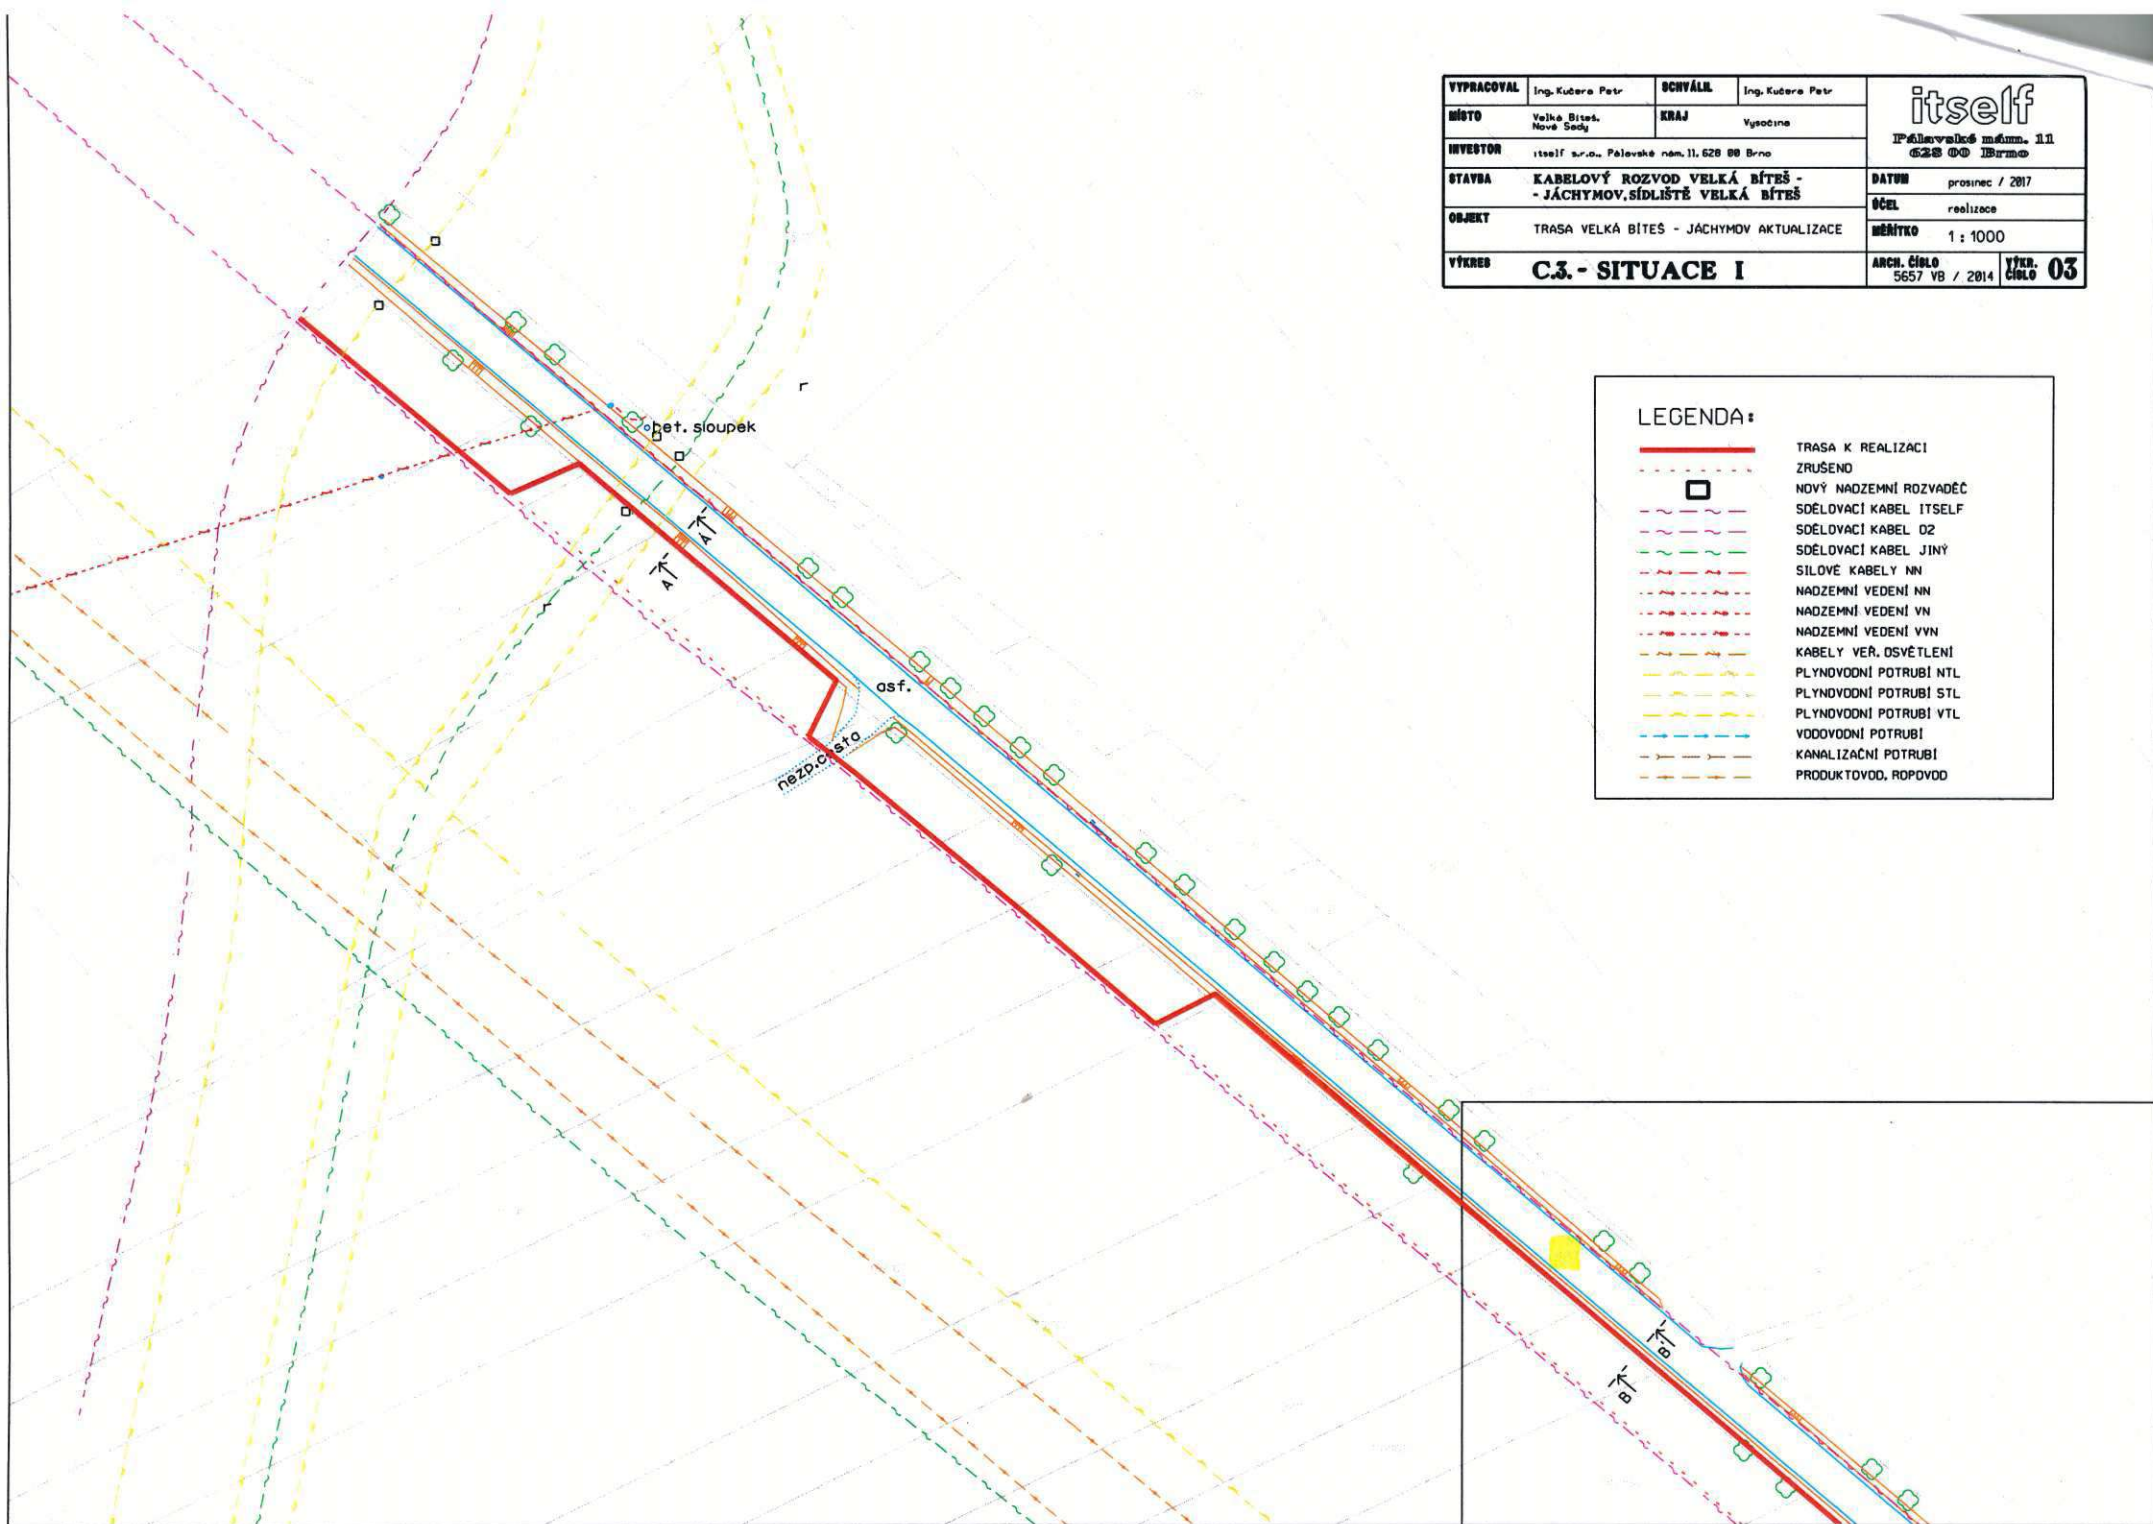 VYPRACOVAL Ing. Kučera Petr SCHVÁLIL Ing. Kučera Petr
MÍSTO Velká Bíteš, Nové Sady KRAJ Vysočina
INVESTOR itself s.r.o., Pálavské nám. 11, 628 00 Brno
STAVBA KABELOVÝ ROZVOD VELKÁ BÍTEŠ -
- JÁCHYMOV, SÍDLIŠTĚ VELKÁ BÍTEŠ
OBJEKT TRASA VELKÁ BÍTEŠ - JÁCHYMOV AKTUALIZACE
VÝKRES C.3. - SITUACE I
itself
Pálavské nám. 11
628 00 Brno
DATUM prosinec / 2017
ÚČEL realizace
MĚŘÍTKO 1 : 1000
ARCH. ČÍSLO 5657 VB / 2014 VÝKR. ČÍSLO 03
LEGENDA:
TRASA K REALIZACI
ZRUŠENO
NOVÝ NADZEMNÍ ROZVADĚČ
SDĚLOVACÍ KABEL ITSELF
SDĚLOVACÍ KABEL O2
SDĚLOVACÍ KABEL JINÝ
SILOVÉ KABELY NN
NADZEMNÍ VEDENÍ NN
NADZEMNÍ VEDENÍ VN
NADZEMNÍ VEDENÍ VVN
KABELY VEŘ. OSVĚTLENÍ
PLYNOVODNÍ POTRUBÍ NTL
PLYNOVODNÍ POTRUBÍ STL
PLYNOVODNÍ POTRUBÍ VTL
VODOVODNÍ POTRUBÍ
KANALIZAČNÍ POTRUBÍ
PRODUKTOVOD, ROPOVOD
bet. sloupek
A'
A
asf.
nezp.cesta
B'
B